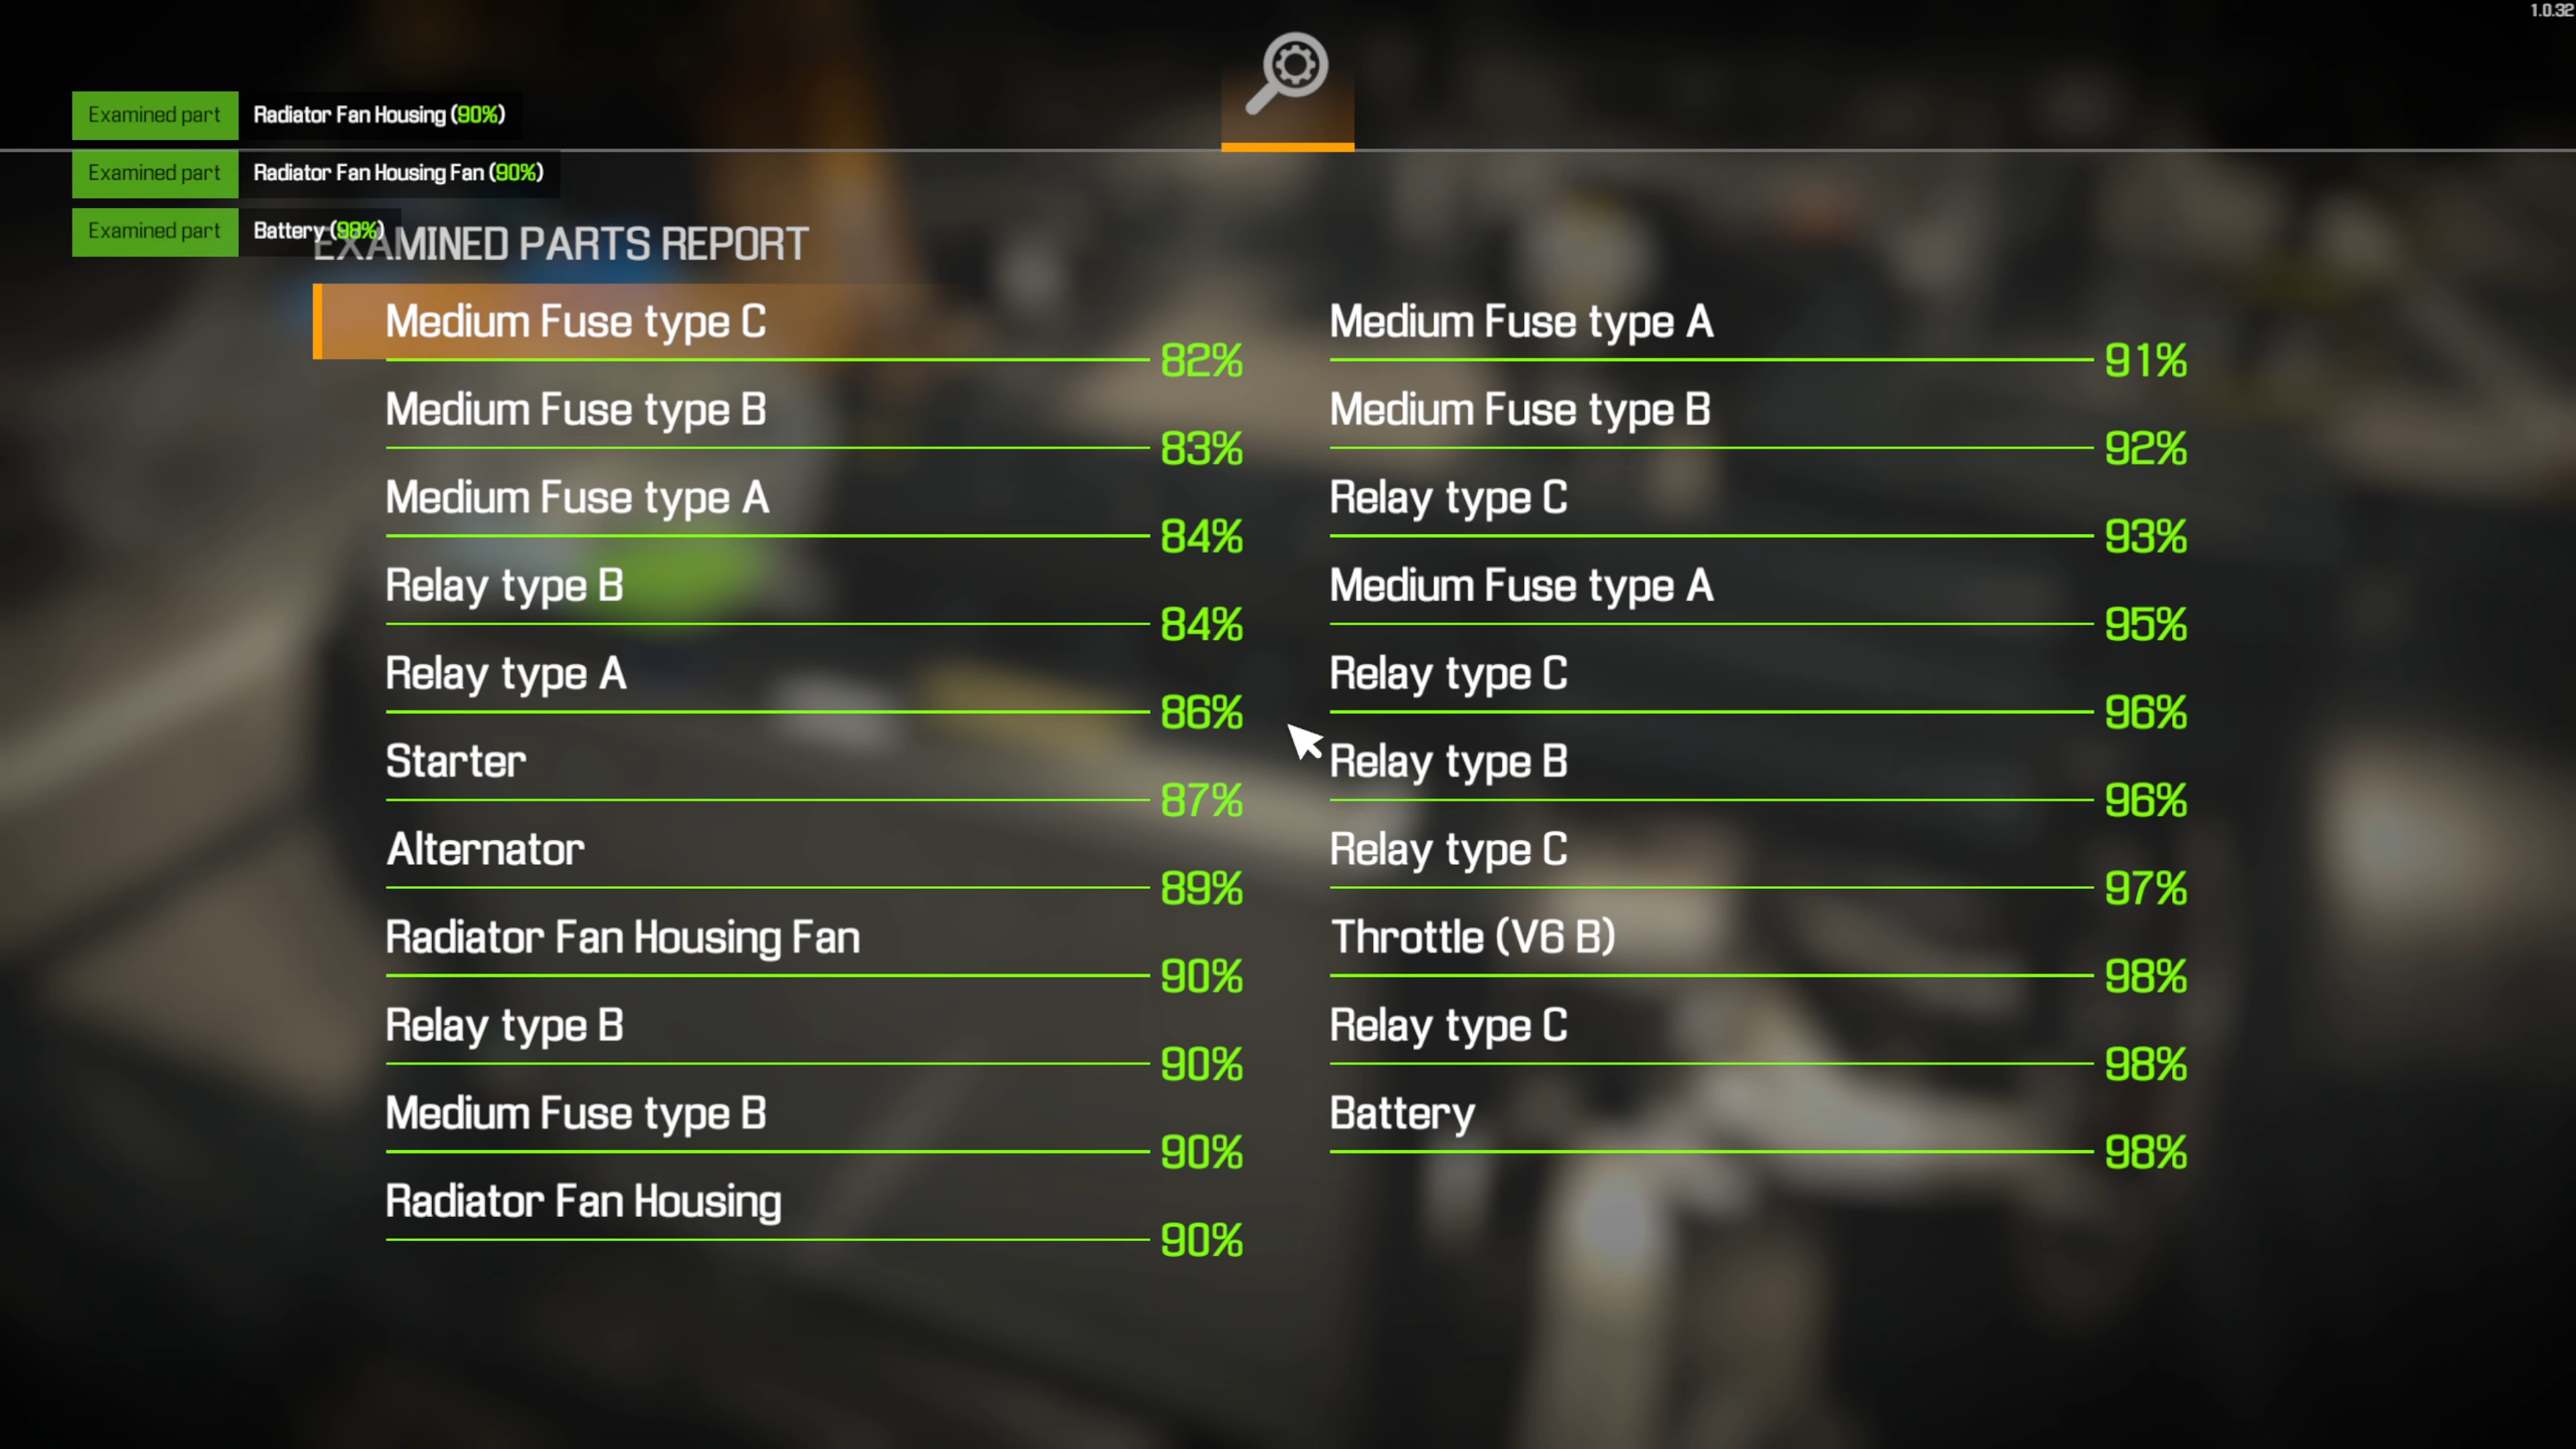 1.0.32
Examined part Radiator Fan Housing (90%)
Examined part Radiator Fan Housing Fan (90%)
Examined part Battery (98%)
EXAMINED PARTS REPORT
Medium Fuse type C
82%
Medium Fuse type B
83%
Medium Fuse type A
84%
Relay type B
84%
Relay type A
86%
Starter
87%
Alternator
89%
Radiator Fan Housing Fan
90%
Relay type B
90%
Medium Fuse type B
90%
Radiator Fan Housing
90%
Medium Fuse type A
91%
Medium Fuse type B
92%
Relay type C
93%
Medium Fuse type A
95%
Relay type C
96%
Relay type B
96%
Relay type C
97%
Throttle (V6 B)
98%
Relay type C
98%
Battery
98%